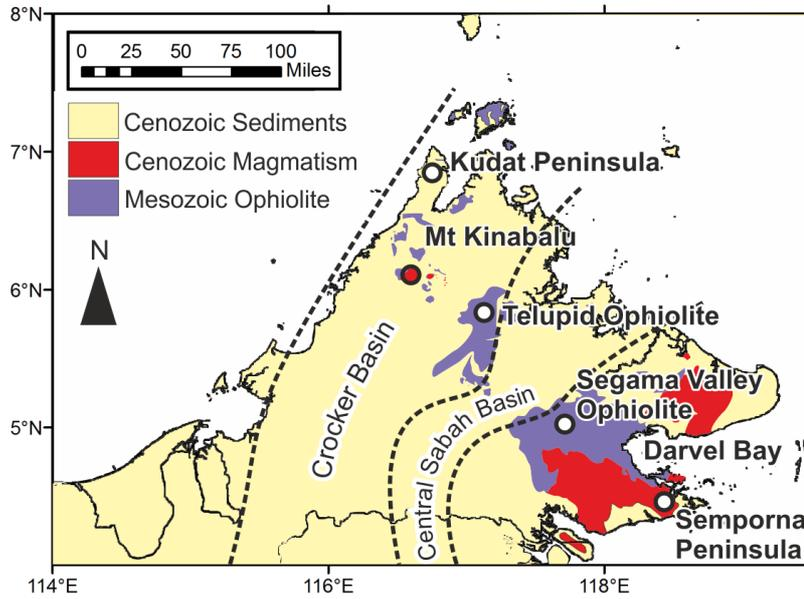 8°N
0 25 50 75 100
Miles
Cenozoic Sediments
Cenozoic Magmatism
Mesozoic Ophiolite
7°N
Kudat Peninsula
N
Mt Kinabalu
6°N
Telupid Ophiolite
Crocker Basin
Central Sabah Basin
Segama Valley
Ophiolite
5°N
Darvel Bay
Semporna
Peninsula
114°E
116°E
118°E